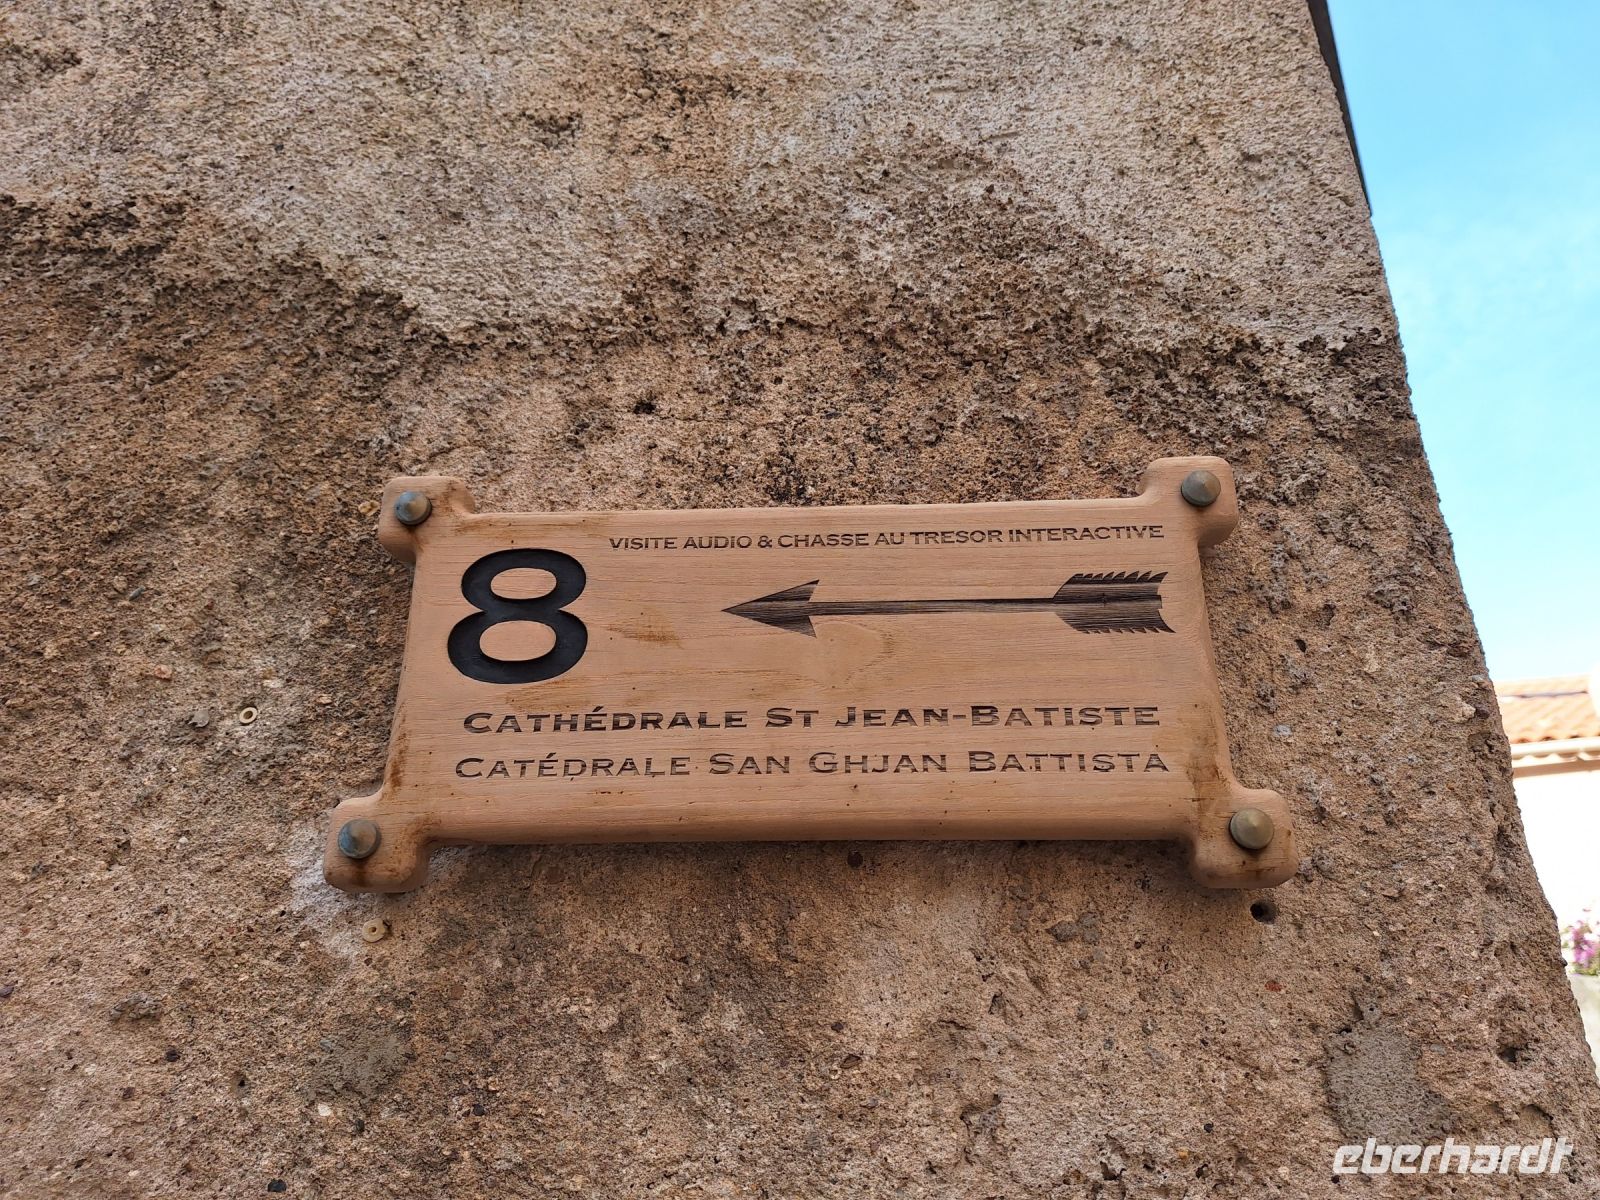 VISITE AUDIO & CHASSE AU TRESOR INTERACTIVE
8
CATHÉDRALE ST JEAN-BATISTE
CATÉDRALE SAN GHJAN BATTISTA
eberhardt